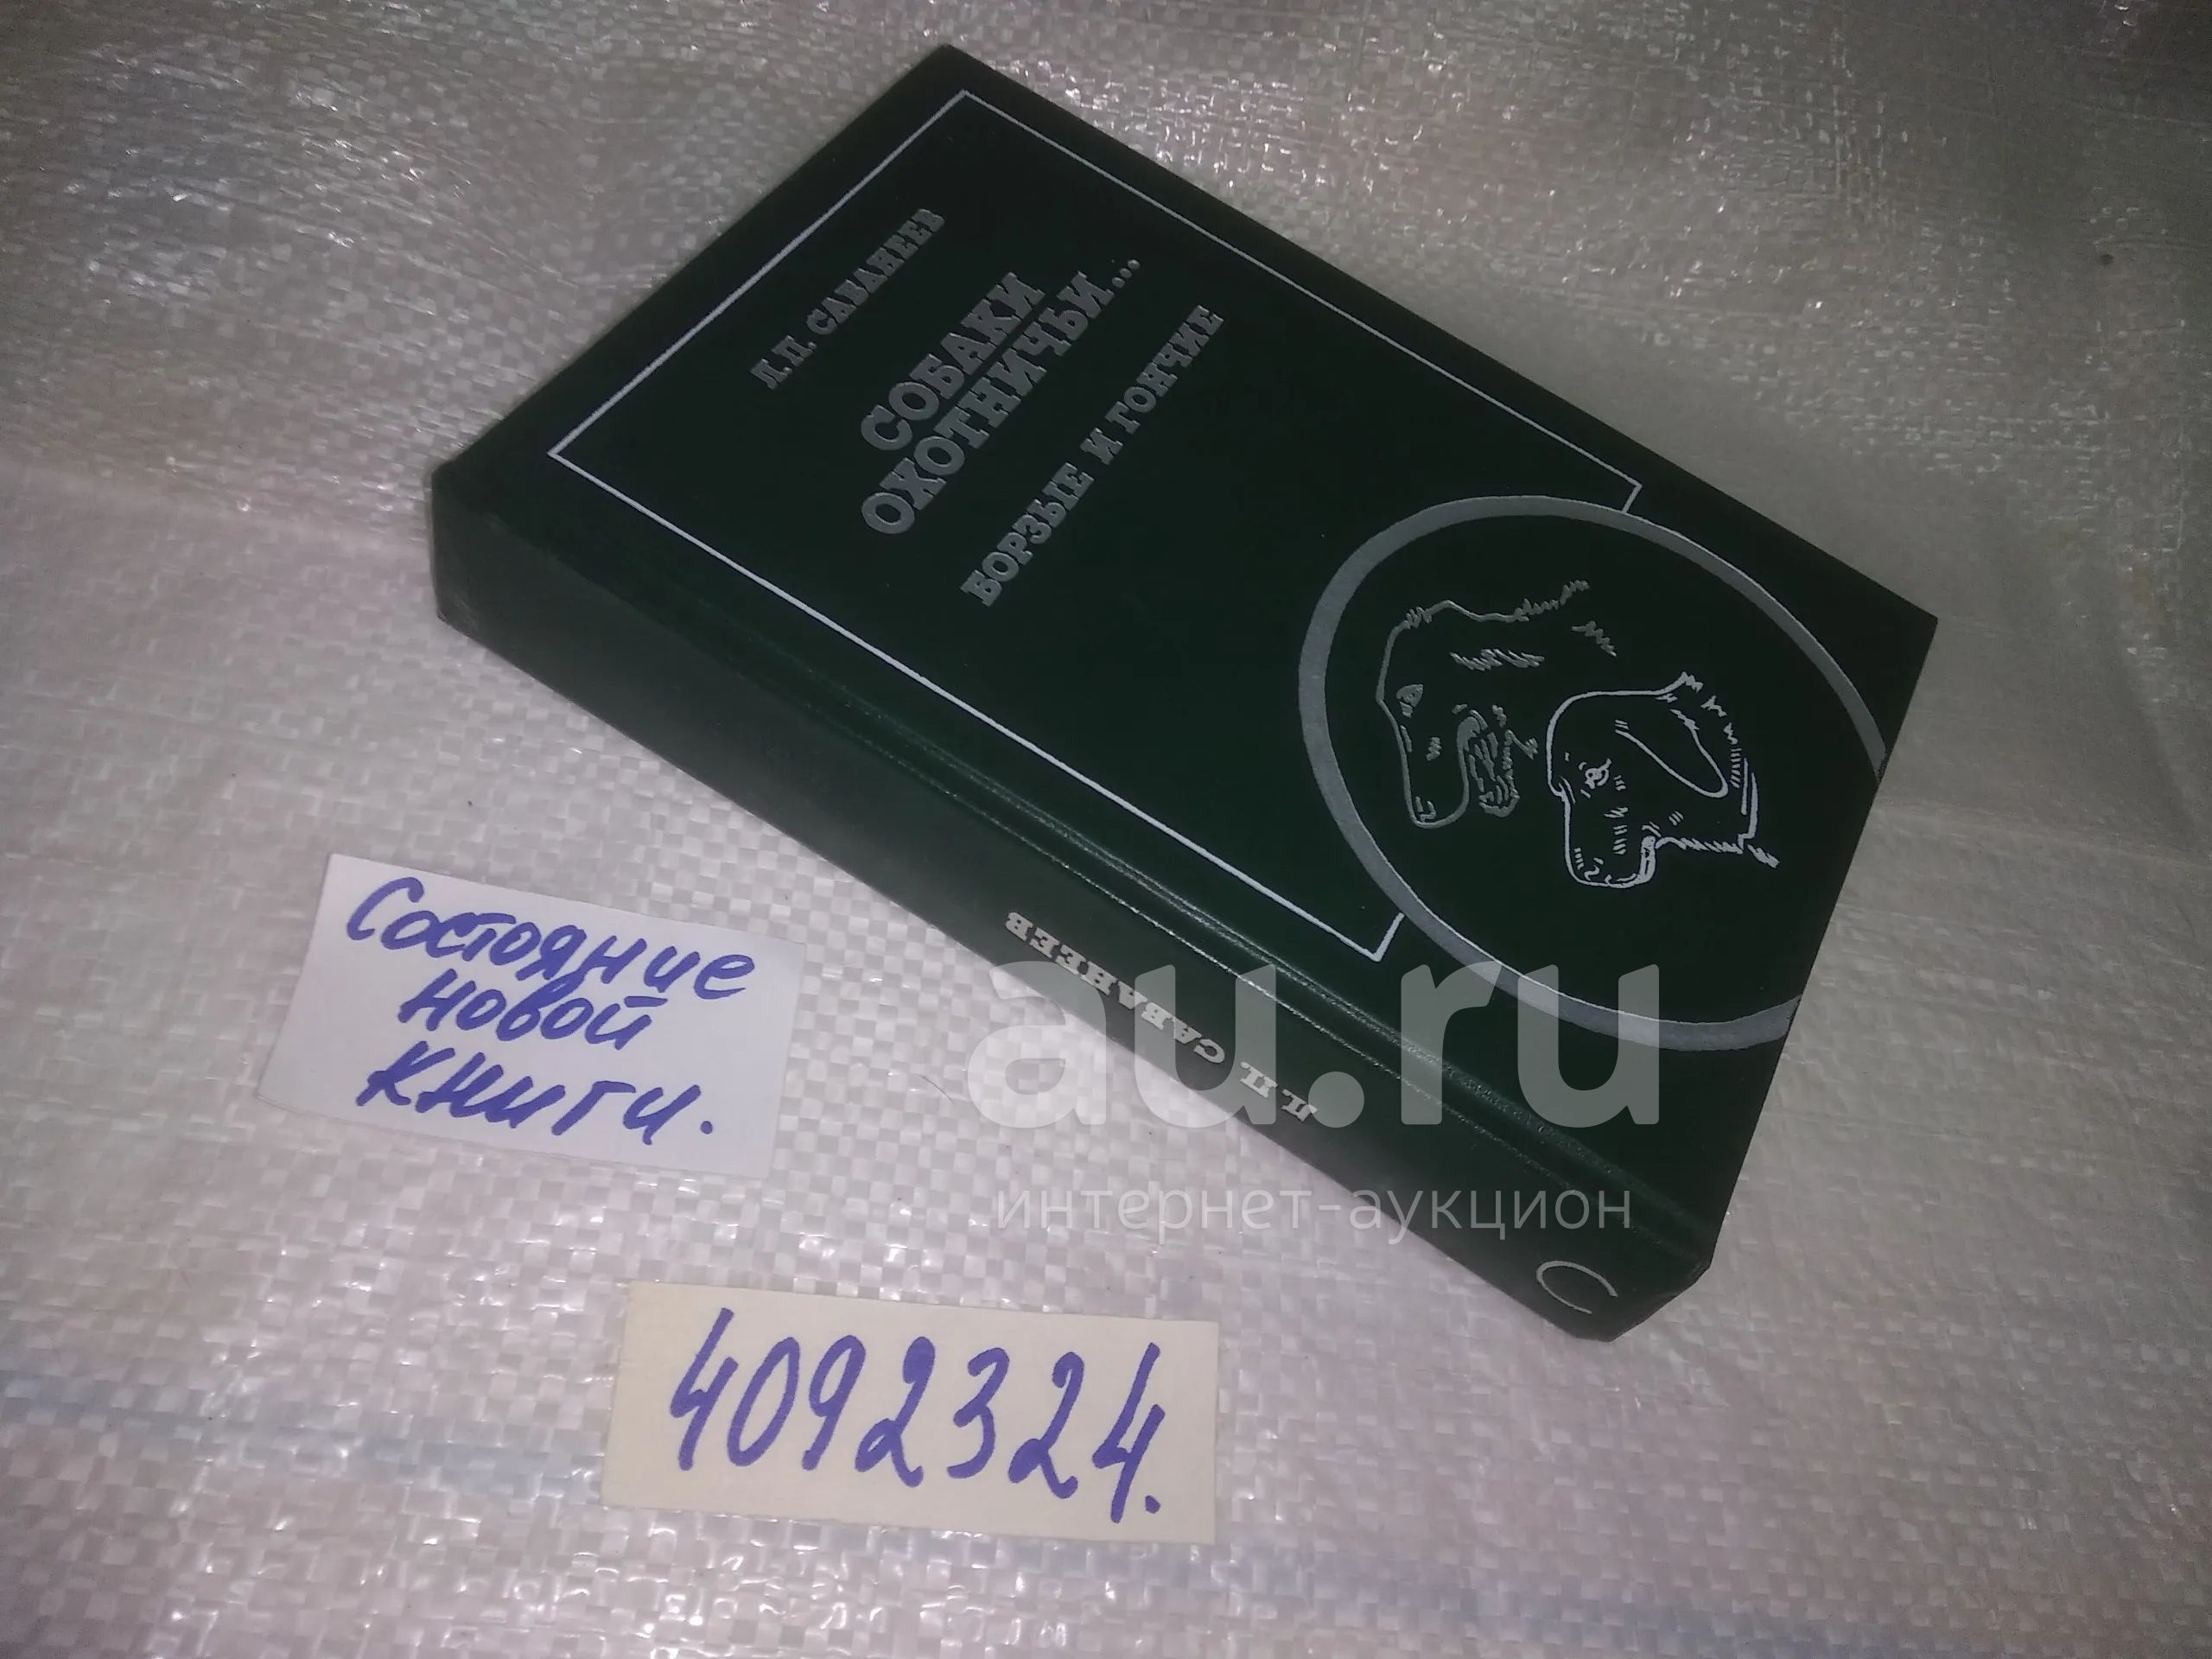 Л.П. САБАНЕЕВ
СОБАКИ
ОХОТНИЧЬИ...
БОРЗЫЕ И ГОНЧИЕ
Л.П. САБАНЕЕВ
au.ru
интернет-аукцион
Состояние
новой
книги.
4092324.